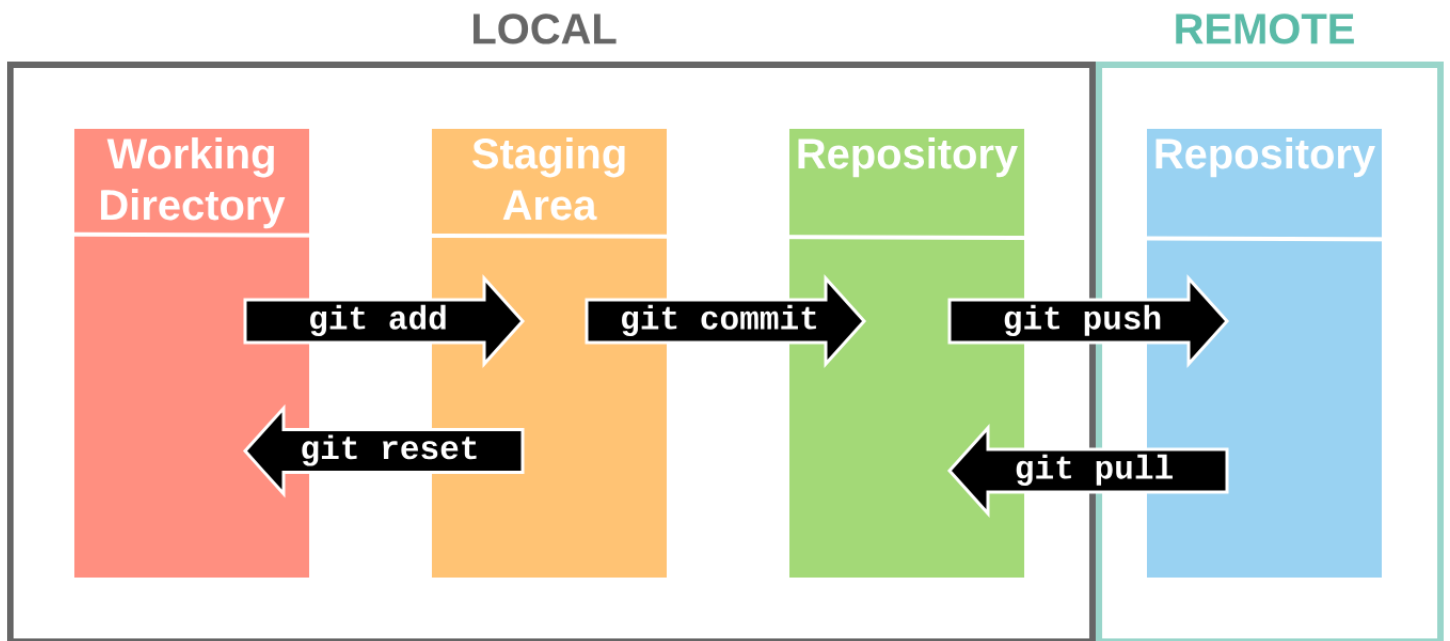 LOCAL
REMOTE
Working
Directory
Staging
Area
Repository
Repository
git add
git commit
git push
git reset
git pull